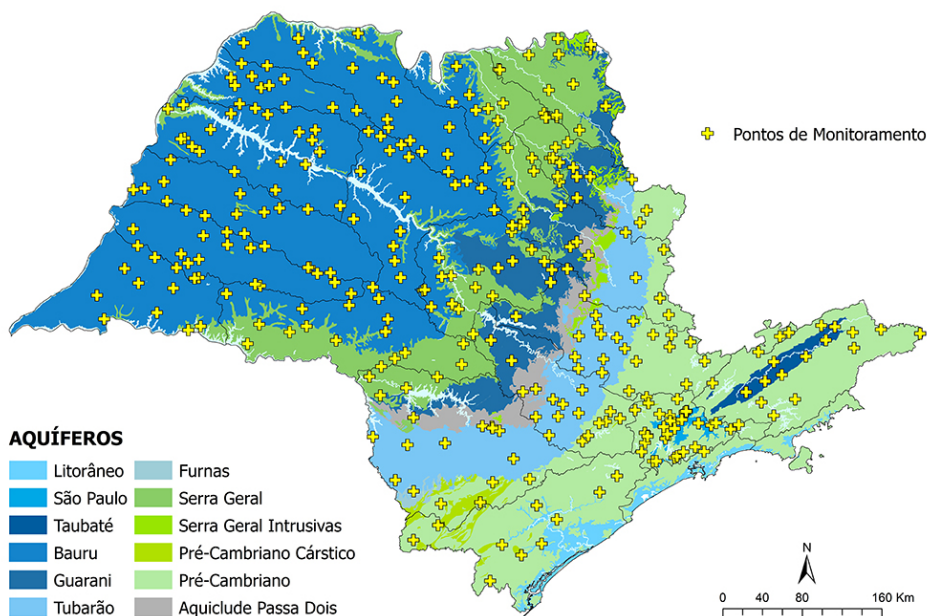 Pontos de Monitoramento
AQUÍFEROS
Litorâneo
São Paulo
Taubaté
Bauru
Guarani
Tubarão
Furnas
Serra Geral
Serra Geral Intrusivas
Pré-Cambriano Cárstico
Pré-Cambriano
Aquiclude Passa Dois
N
0 40 80 160 Km